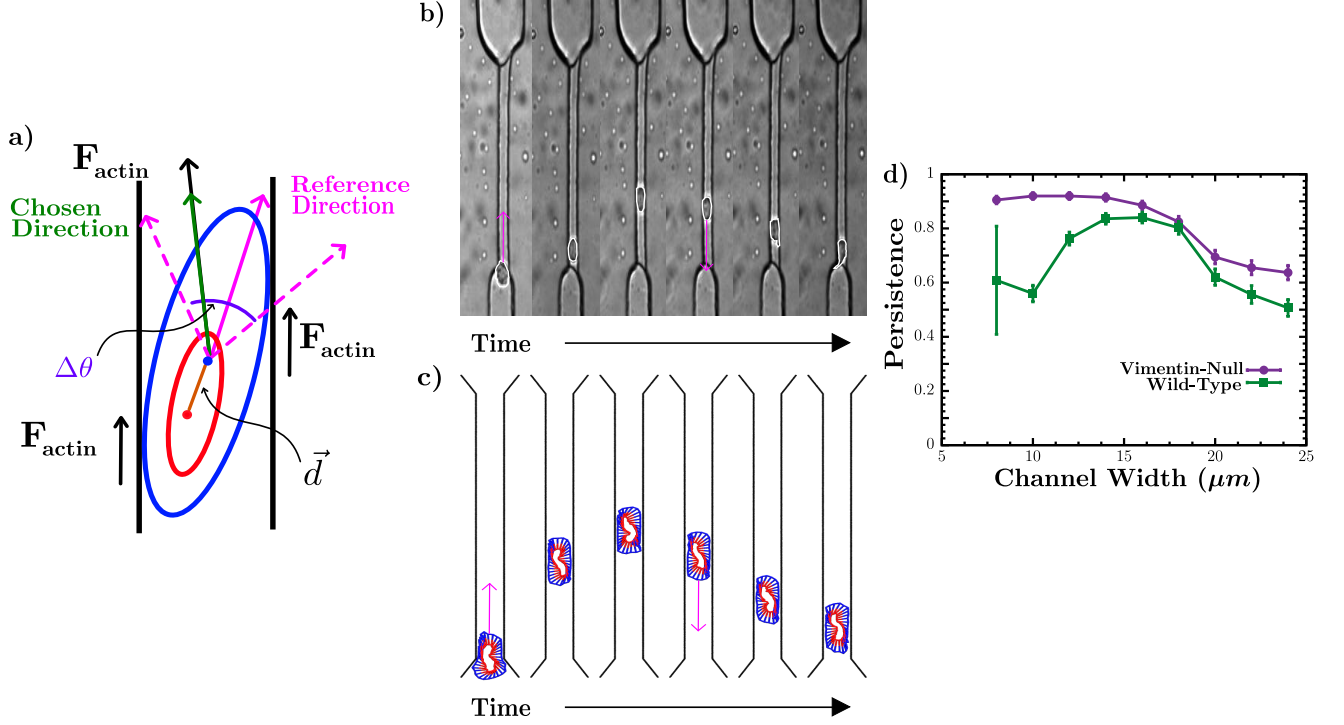 a)
F_actin
Chosen
Direction
Reference
Direction
Δθ
F_actin
F_actin
d⃗
b)
Time
c)
Time
d)
Persistence
1
0.8
0.6
0.4
0.2
0
Vimentin-Null
Wild-Type
5
10
15
20
25
Channel Width (μm)